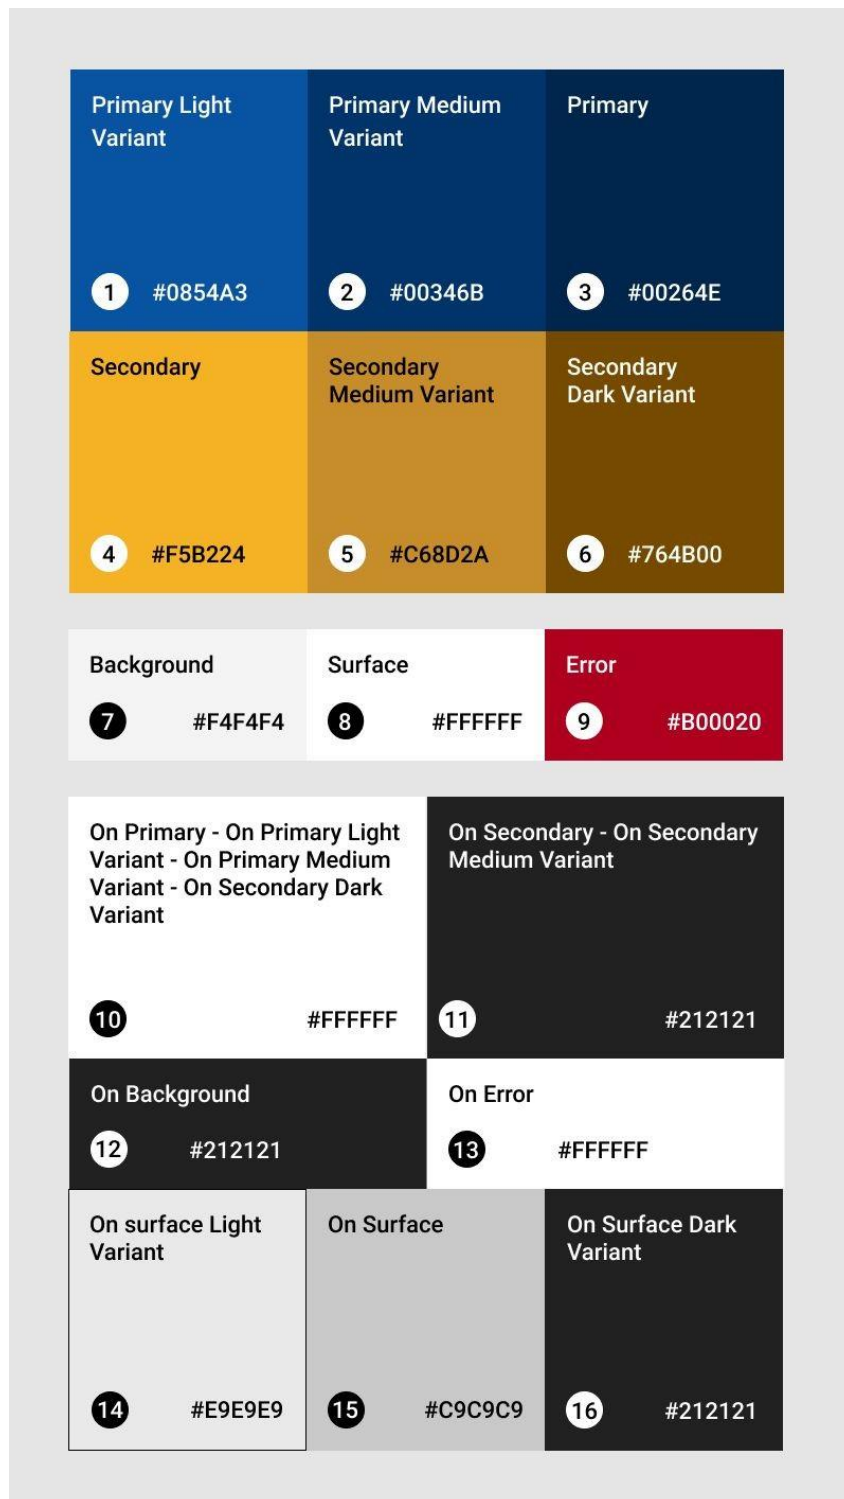 Primary Light
Variant
1 #0854A3
Primary Medium
Variant
2 #00346B
Primary
3 #00264E
Secondary
4 #F5B224
Secondary
Medium Variant
5 #C68D2A
Secondary
Dark Variant
6 #764B00
Background
7 #F4F4F4
Surface
8 #FFFFFF
Error
9 #B00020
On Primary - On Primary Light
Variant - On Primary Medium
Variant - On Secondary Dark
Variant
10 #FFFFFF
On Secondary - On Secondary
Medium Variant
11 #212121
On Background
12 #212121
On Error
13 #FFFFFF
On surface Light
Variant
14 #E9E9E9
On Surface
15 #C9C9C9
On Surface Dark
Variant
16 #212121